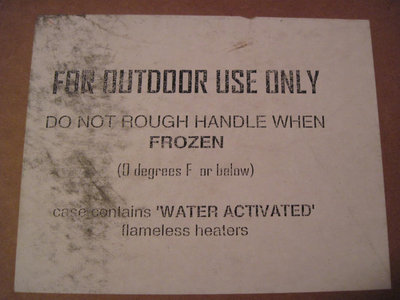 FOR OUTDOOR USE ONLY
DO NOT ROUGH HANDLE WHEN
FROZEN
(0 degrees F or below)
case contains 'WATER ACTIVATED'
flameless heaters